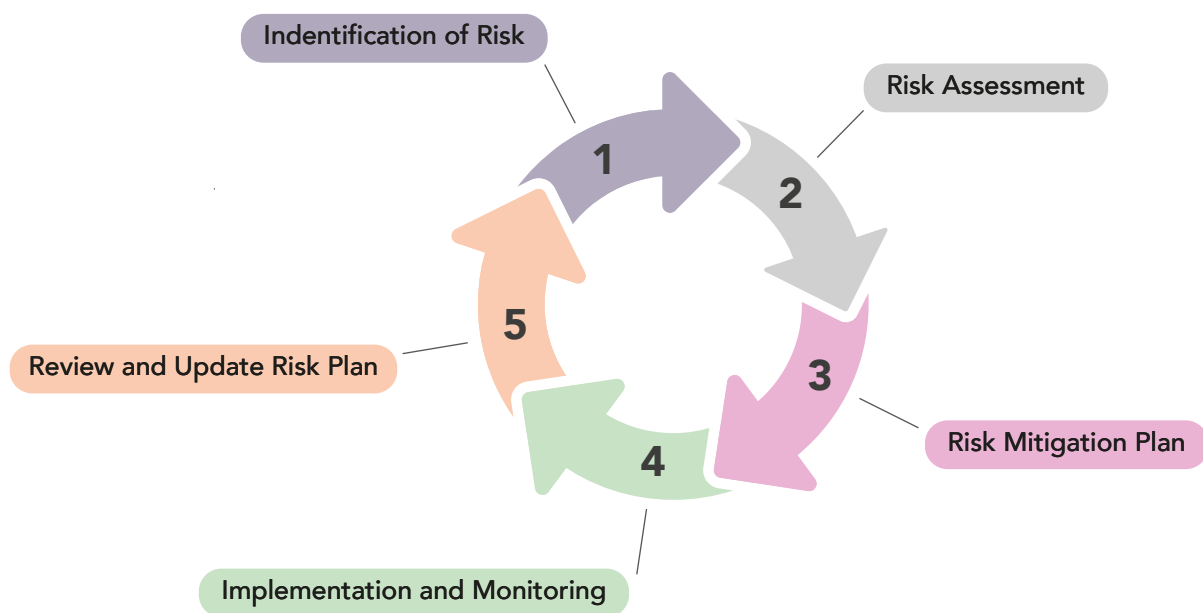 Indentification of Risk
1
Risk Assessment
2
3
Risk Mitigation Plan
4
Implementation and Monitoring
5
Review and Update Risk Plan